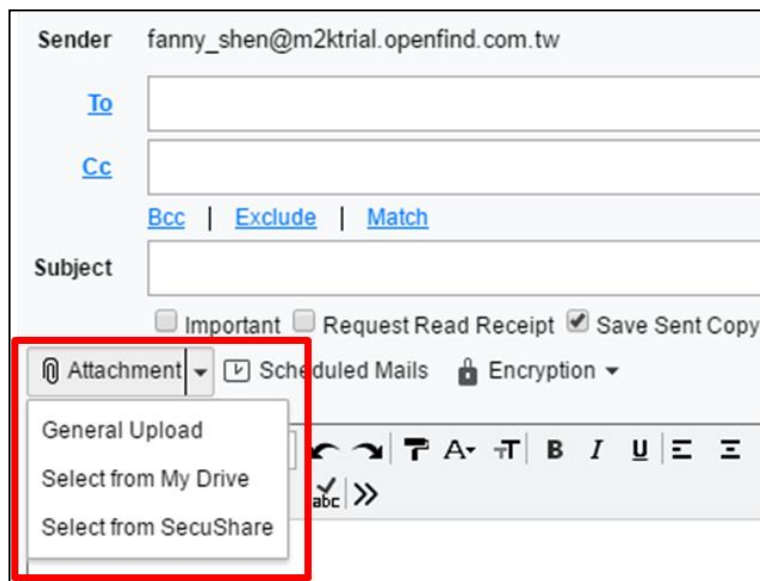 Sender fanny_shen@m2ktrial.openfind.com.tw
To
Cc
Bcc | Exclude | Match
Subject
Important Request Read Receipt Save Sent Copy
Attachment Scheduled Mails Encryption
General Upload
A T B I U
Select from My Drive
abc
Select from SecuShare